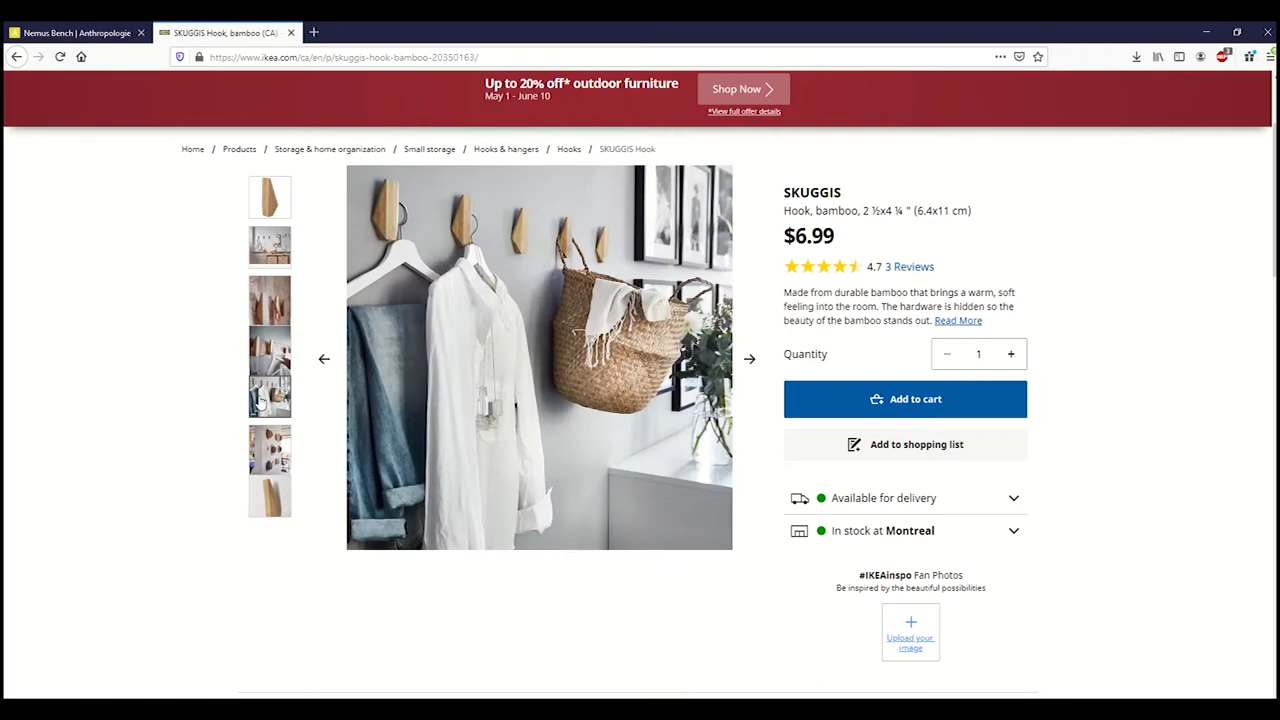 Nemus Bench | Anthropologie
SKUGGIS Hook, bamboo (CA) -
https://www.ikea.com/ca/en/p/skuggis-hook-bamboo-20350163/
Up to 20% off* outdoor furniture
May 1 - June 10
Shop Now
*View full offer details
Home / Products / Storage & home organization / Small storage / Hooks & hangers / Hooks / SKUGGIS Hook
SKUGGIS
Hook, bamboo, 2 ½x4 ¼ " (6.4x11 cm)
$6.99
4.7 3 Reviews
Made from durable bamboo that brings a warm, soft
feeling into the room. The hardware is hidden so the
beauty of the bamboo stands out. Read More
Quantity
1
Add to cart
Add to shopping list
Available for delivery
In stock at Montreal
#IKEAinspo Fan Photos
Be inspired by the beautiful possibilities
Upload your
image